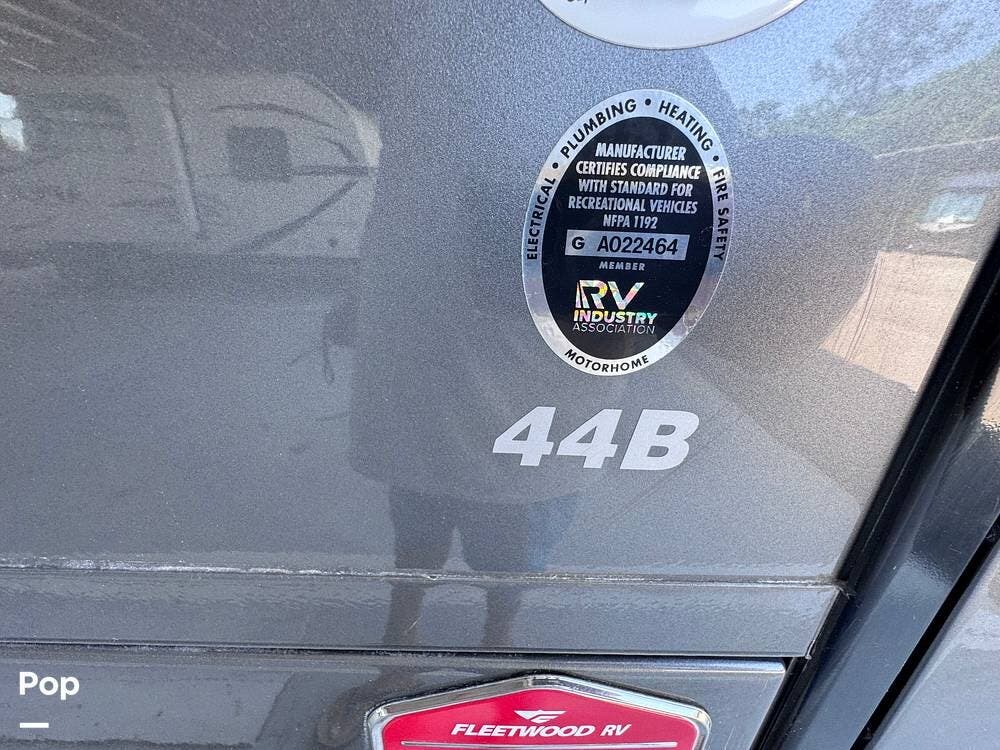 ELECTRICAL • PLUMBING • HEATING • FIRE SAFETY
MANUFACTURER
CERTIFIES COMPLIANCE
WITH STANDARD FOR
RECREATIONAL VEHICLES
NFPA 1192
G A022464
MEMBER
RV
INDUSTRY
ASSOCIATION
MOTORHOME
44B
Pop
FLEETWOOD RV